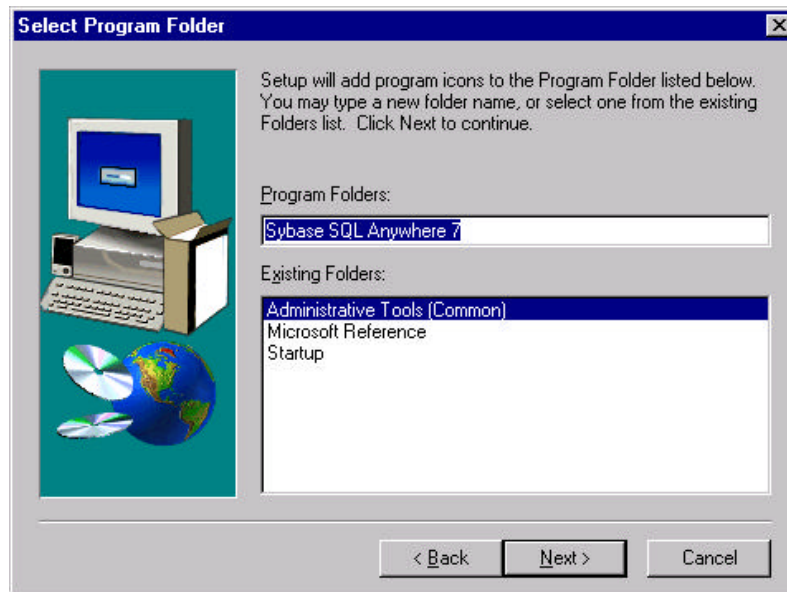 Select Program Folder
Setup will add program icons to the Program Folder listed below.
You may type a new folder name, or select one from the existing
Folders list.  Click Next to continue.
Program Folders:
Sybase SQL Anywhere 7
Existing Folders:
Administrative Tools (Common)
Microsoft Reference
Startup
< Back
Next >
Cancel